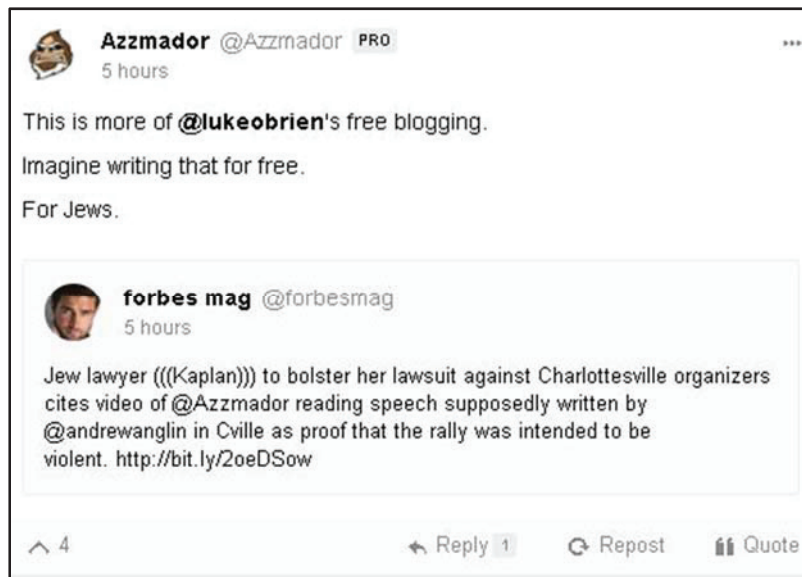 Azzmador @Azzmador PRO
5 hours
This is more of @lukeobrien's free blogging.
Imagine writing that for free.
For Jews.
forbes mag @forbesmag
5 hours
Jew lawyer (((Kaplan))) to bolster her lawsuit against Charlottesville organizers
cites video of @Azzmador reading speech supposedly written by
@andrewanglin in Cville as proof that the rally was intended to be
violent. http://bit.ly/2oeDSow
4 Reply 1 Repost Quote